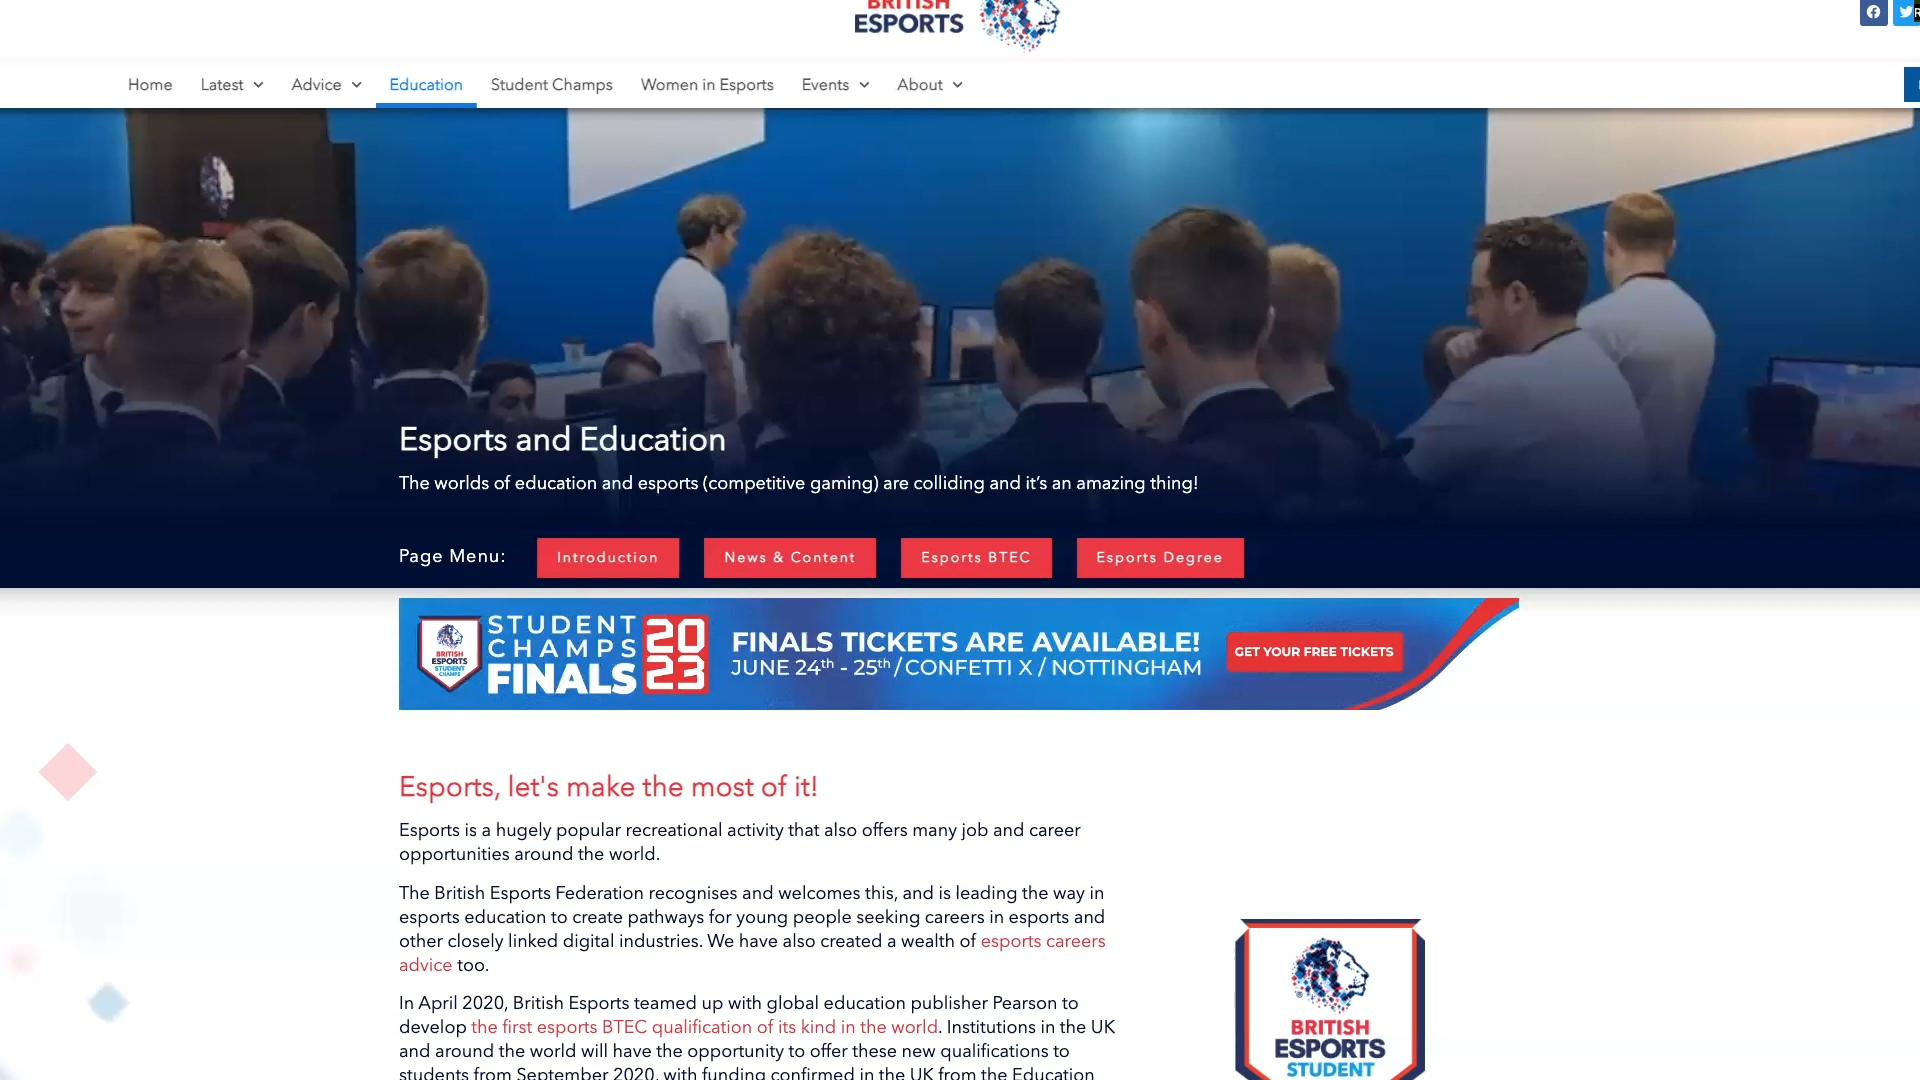 BRITISH
ESPORTS
Home
Latest
Advice
Education
Student Champs
Women in Esports
Events
About
Esports and Education
The worlds of education and esports (competitive gaming) are colliding and it’s an amazing thing!
Page Menu:
Introduction
News & Content
Esports BTEC
Esports Degree
BRITISH
ESPORTS
STUDENT
CHAMPS
STUDENT
CHAMPS
FINALS
20
23
FINALS TICKETS ARE AVAILABLE!
JUNE 24th - 25th / CONFETTI X / NOTTINGHAM
GET YOUR FREE TICKETS
Esports, let's make the most of it!
Esports is a hugely popular recreational activity that also offers many job and career
opportunities around the world.
The British Esports Federation recognises and welcomes this, and is leading the way in
esports education to create pathways for young people seeking careers in esports and
other closely linked digital industries. We have also created a wealth of esports careers
advice too.
In April 2020, British Esports teamed up with global education publisher Pearson to
develop the first esports BTEC qualification of its kind in the world. Institutions in the UK
and around the world will have the opportunity to offer these new qualifications to
students from September 2020, with funding confirmed in the UK from the Education
BRITISH
ESPORTS
STUDENT